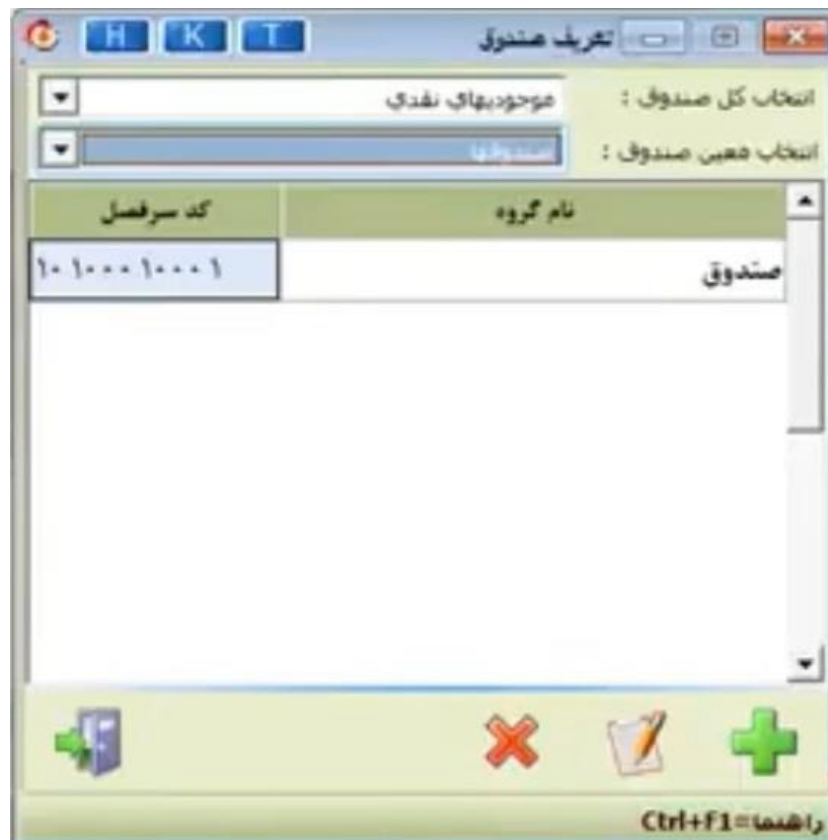 تعریف صندوق
H K T
انتخاب کل صندوق : موجودیهای نقدی
انتخاب معین صندوق : صندوقها
نام گروه کد سرفصل
صندوق ۱۰۱۰۰۰۱۰۰۰۱
راهنما=Ctrl+F1